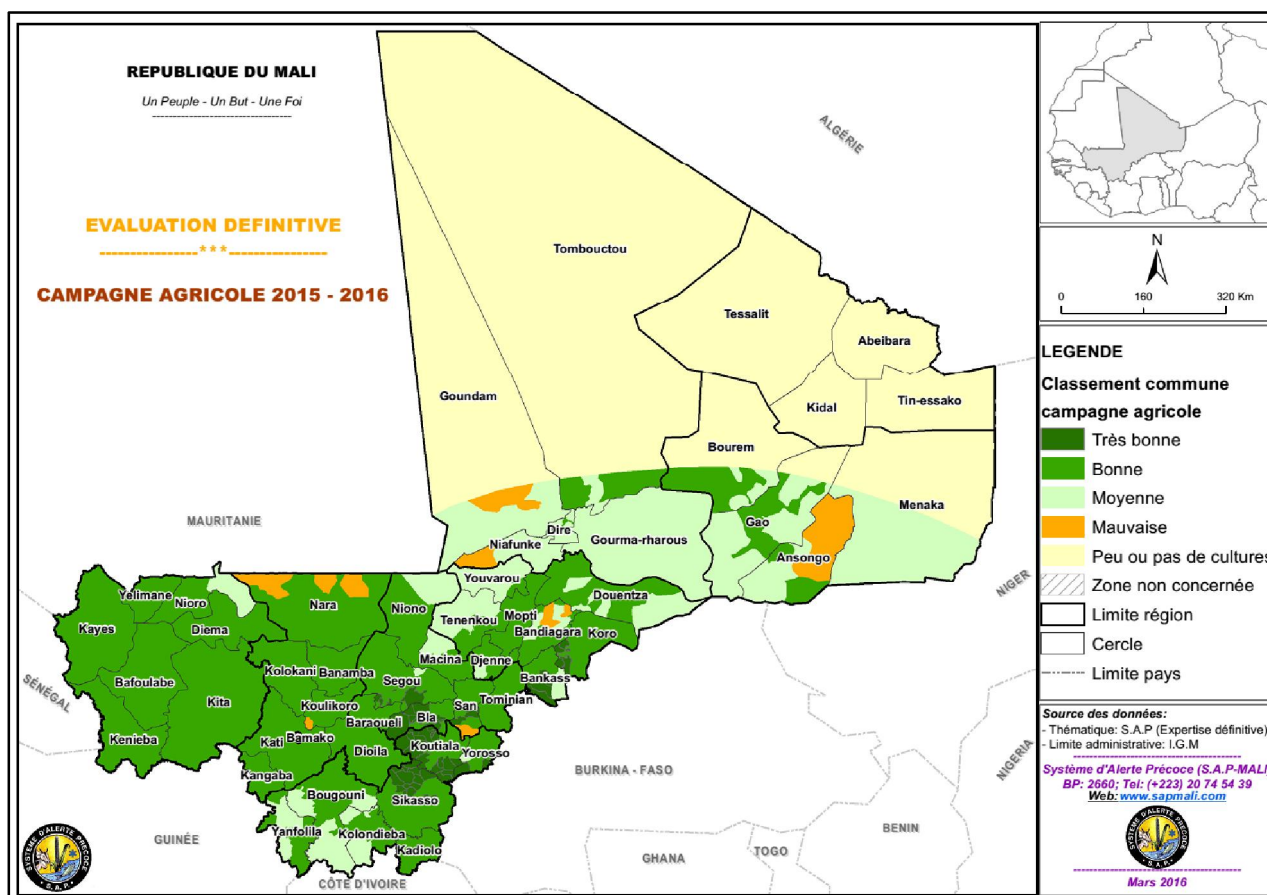 REPUBLIQUE DU MALI
Un Peuple - Un But - Une Foi
--------------------------------
EVALUATION DEFINITIVE
----------------***----------------
CAMPAGNE AGRICOLE 2015 - 2016
ALGÉRIE
Tombouctou
Tessalit
Abeibara
Goundam
Kidal
Tin-essako
Bourem
Menaka
MAURITANIE
Gao
Dire
Niafunke
Gourma-rharous
Ansongo
NIGER
Youvarou
Yelimane
Nioro
Nara
Niono
Douentza
Kayes
Diema
Tenenkou
Mopti
Bandiagara
Koro
Macina
Djenne
Kolokani
Banamba
Segou
Bankass
SÉNÉGAL
Bafoulabe
Kita
Koulikoro
San
Tominian
Kenieba
Baraoueli
Bla
Kati
Bamako
Dioila
Koutiala
Yorosso
Kangaba
BURKINA - FASO
NIGERIA
Bougouni
Sikasso
Yanfolila
Kolondieba
GUINÉE
Kadiolo
BENIN
GHANA
TOGO
CÔTE D'IVOIRE
SYSTÈME D'ALERTE PRÉCOCE
- S.A.P. -
N
0 160 320 Km
LEGENDE
Classement commune
campagne agricole
Très bonne
Bonne
Moyenne
Mauvaise
Peu ou pas de cultures
Zone non concernée
Limite région
Cercle
Limite pays
Source des données:
- Thématique: S.A.P (Expertise définitive)
- Limite administrative: I.G.M
--------------------------------
Système d'Alerte Précoce (S.A.P-MALI)
BP: 2660; Tel: (+223) 20 74 54 39
Web: www.sapmali.com
SYSTÈME D'ALERTE PRÉCOCE
- S.A.P. -
--------------------------------
Mars 2016